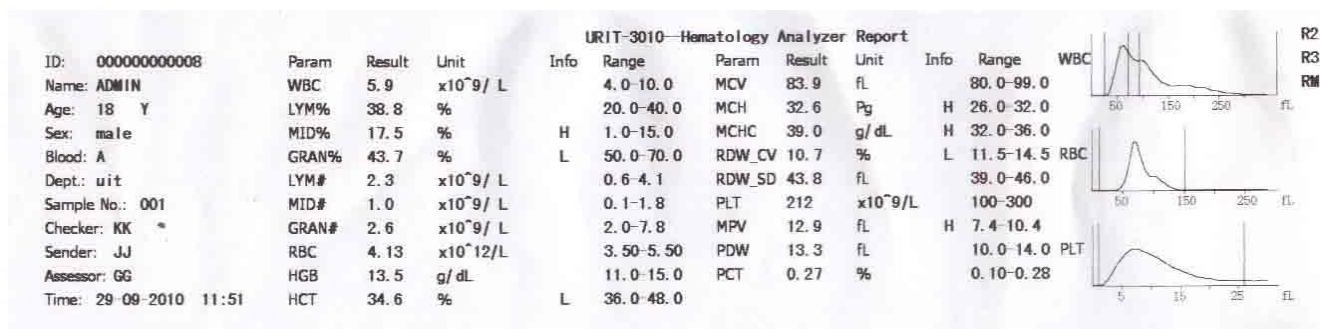 URIT-3010—Hematology Analyzer Report
ID: 000000000008 Param Result Unit Info Range Param Result Unit Info Range WBC R2 R3 RM
Name: ADMIN WBC 5.9 x10^9/ L 4.0-10.0 MCV 83.9 fL 80.0-99.0
Age: 18 Y LYM% 38.8 % 20.0-40.0 MCH 32.6 Pg H 26.0-32.0 50 150 250 fL
Sex: male MID% 17.5 % H 1.0-15.0 MCHC 39.0 g/dL H 32.0-36.0
Blood: A GRAN% 43.7 % L 50.0-70.0 RDW_CV 10.7 % L 11.5-14.5 RBC
Dept.: uit LYM# 2.3 x10^9/ L 0.6-4.1 RDW_SD 43.8 fL 39.0-46.0
Sample No.: 001 MID# 1.0 x10^9/ L 0.1-1.8 PLT 212 x10^9/L 100-300 50 150 250 fL
Checker: KK GRAN# 2.6 x10^9/ L 2.0-7.8 MPV 12.9 fL H 7.4-10.4
Sender: JJ RBC 4.13 x10^12/L 3.50-5.50 PDW 13.3 fL 10.0-14.0 PLT
Assessor: GG HGB 13.5 g/dL 11.0-15.0 PCT 0.27 % 0.10-0.28
Time: 29-09-2010 11:51 HCT 34.6 % L 36.0-48.0 5 15 25 fL